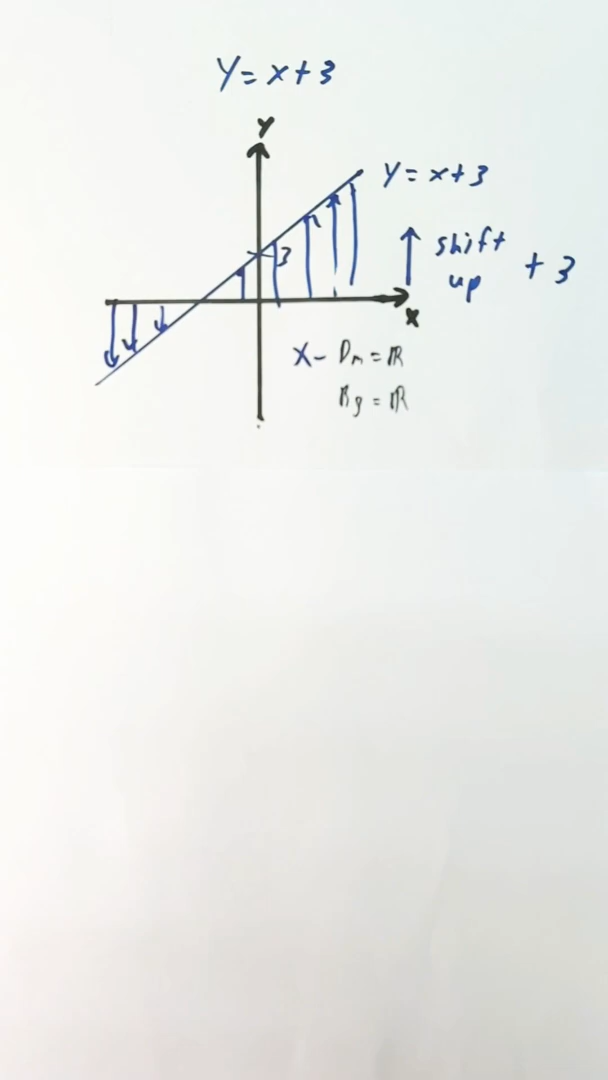 Y = x + 3
Y
Y = x + 3
3
shift
up + 3
X
X - Dm = ℝ
Rg = ℝ